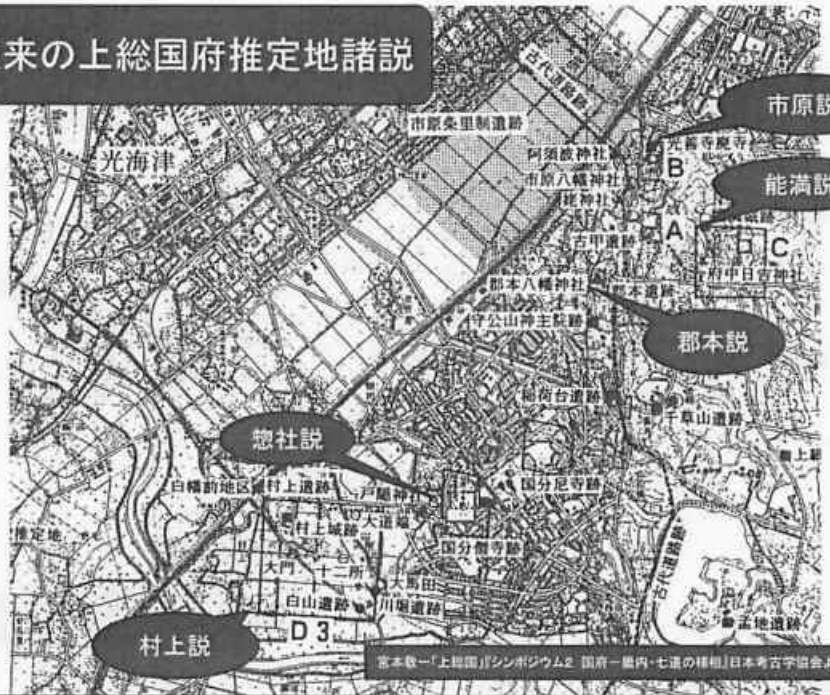 来の上総国府推定地諸説
古代道路跡
市原条里制遺跡
光海津
阿須波神社
市原八幡神社
姥神社
古甲遺跡
光善寺廃寺
市原説
B
能満説
A
C
府中日吉神社
郡本八幡神社
郡本遺跡
守公山神主院跡
郡本説
稲荷台遺跡
千草山遺跡
惣社説
白幡前地区
村上遺跡
戸隠神社
大道端
村上城跡
国分尼寺跡
推定地
大門
十二所
国分僧寺跡
大馬田
白山遺跡
川堀遺跡
古代道路跡
孟地遺跡
村上説
D3
宮本敬一「上総国」『シンポジウム2 国府―畿内・七道の様相』日本考古学協会